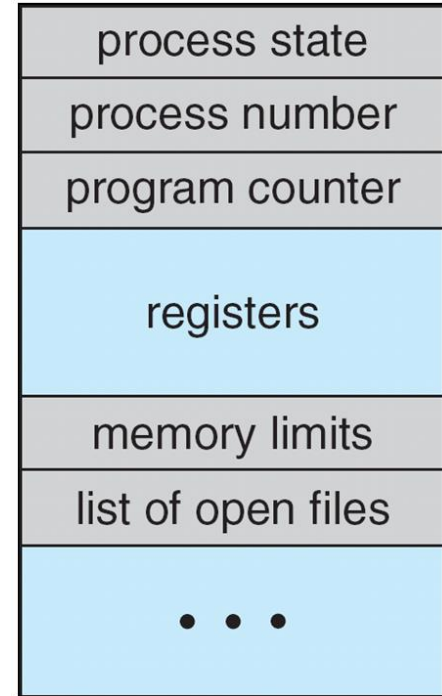 process state
process number
program counter
registers
memory limits
list of open files
• • •